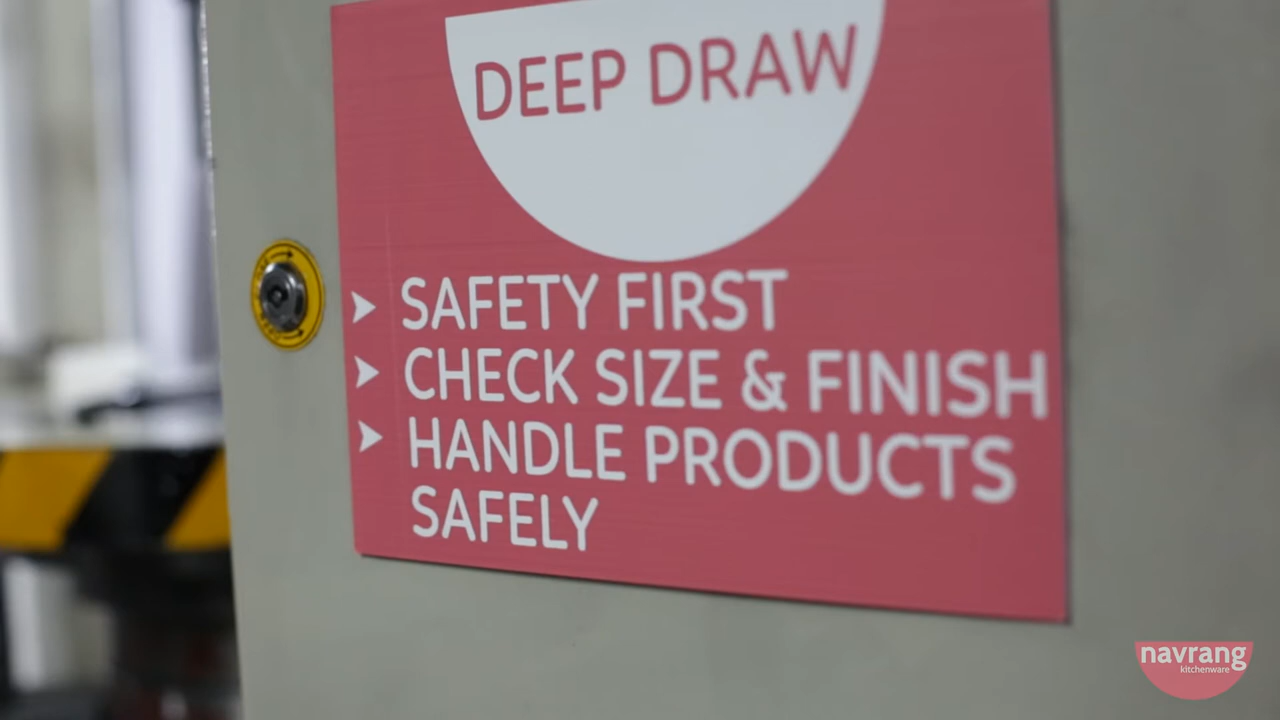 DEEP DRAW
SAFETY FIRST
CHECK SIZE & FINISH
HANDLE PRODUCTS
SAFELY
navrang
kitchenware